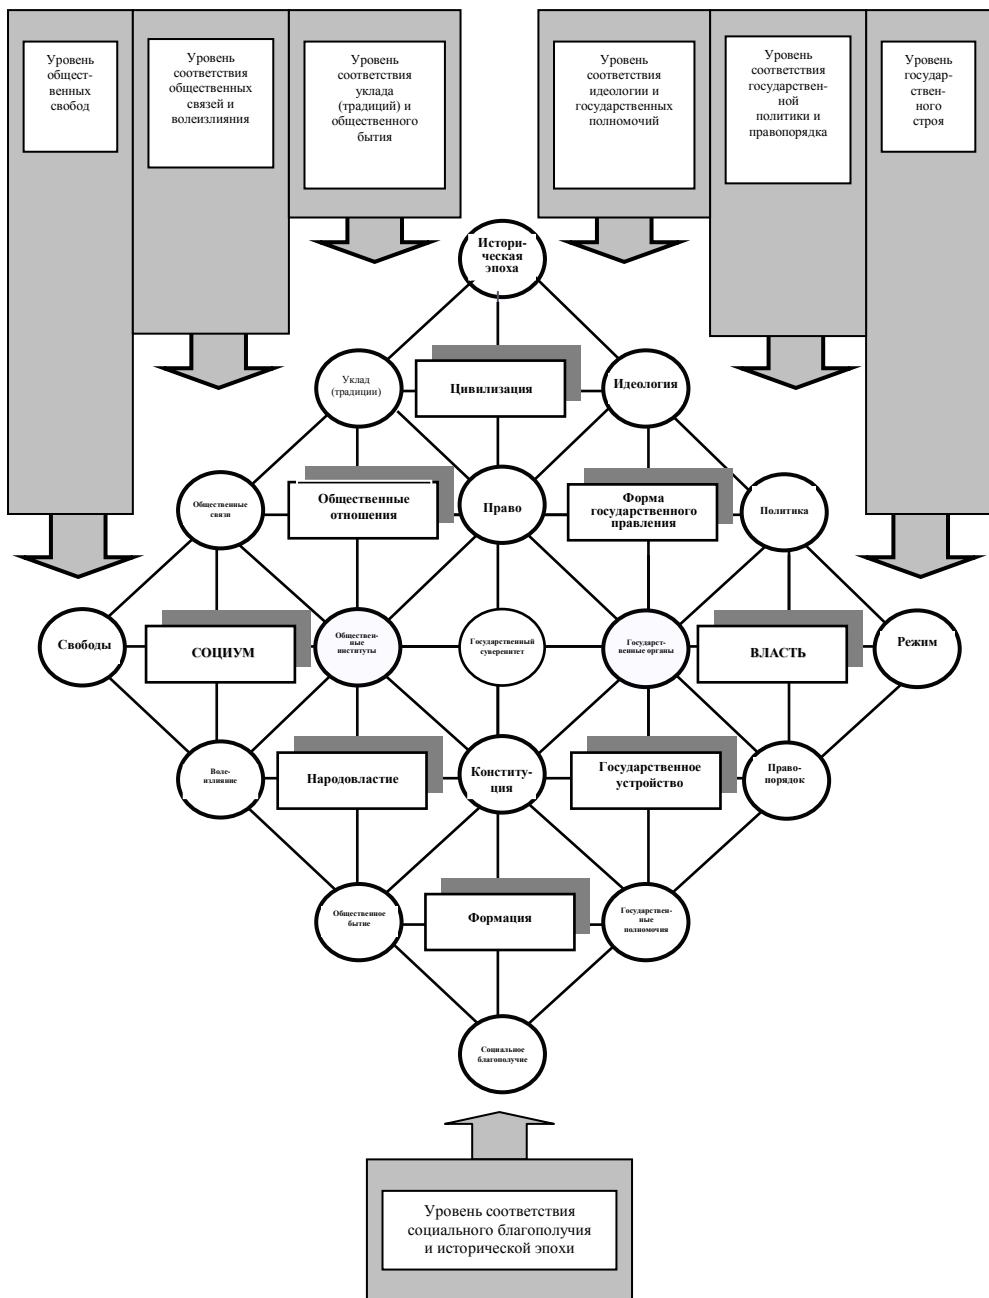 Уровень
общест-
венных
свобод
Уровень
соответствия
общественных
связей и
волеизлияния
Уровень
соответствия
уклада
(традиций) и
общественного
бытия
Уровень
соответствия
идеологии и
государственных
полномочий
Уровень
соответствия
государствен-
ной
политики и
правопорядка
Уровень
государ-
ствен-
ного
строя
Истори-
ческая
эпоха
Уклад
(традиции)
Цивилизация
Идеология
Общественные
связи
Общественные
отношения
Право
Форма
государственного
правления
Политика
Свободы
СОЦИУМ
Обществен-
ные
институты
Государственный
суверенитет
Государст-
венные органы
ВЛАСТЬ
Режим
Воле-
излияние
Народовластие
Конститу-
ция
Государственное
устройство
Право-
порядок
Общественное
бытие
Формация
Государствен-
ные
полномочия
Социальное
благополучие
Уровень соответствия
социального благополучия
и исторической эпохи